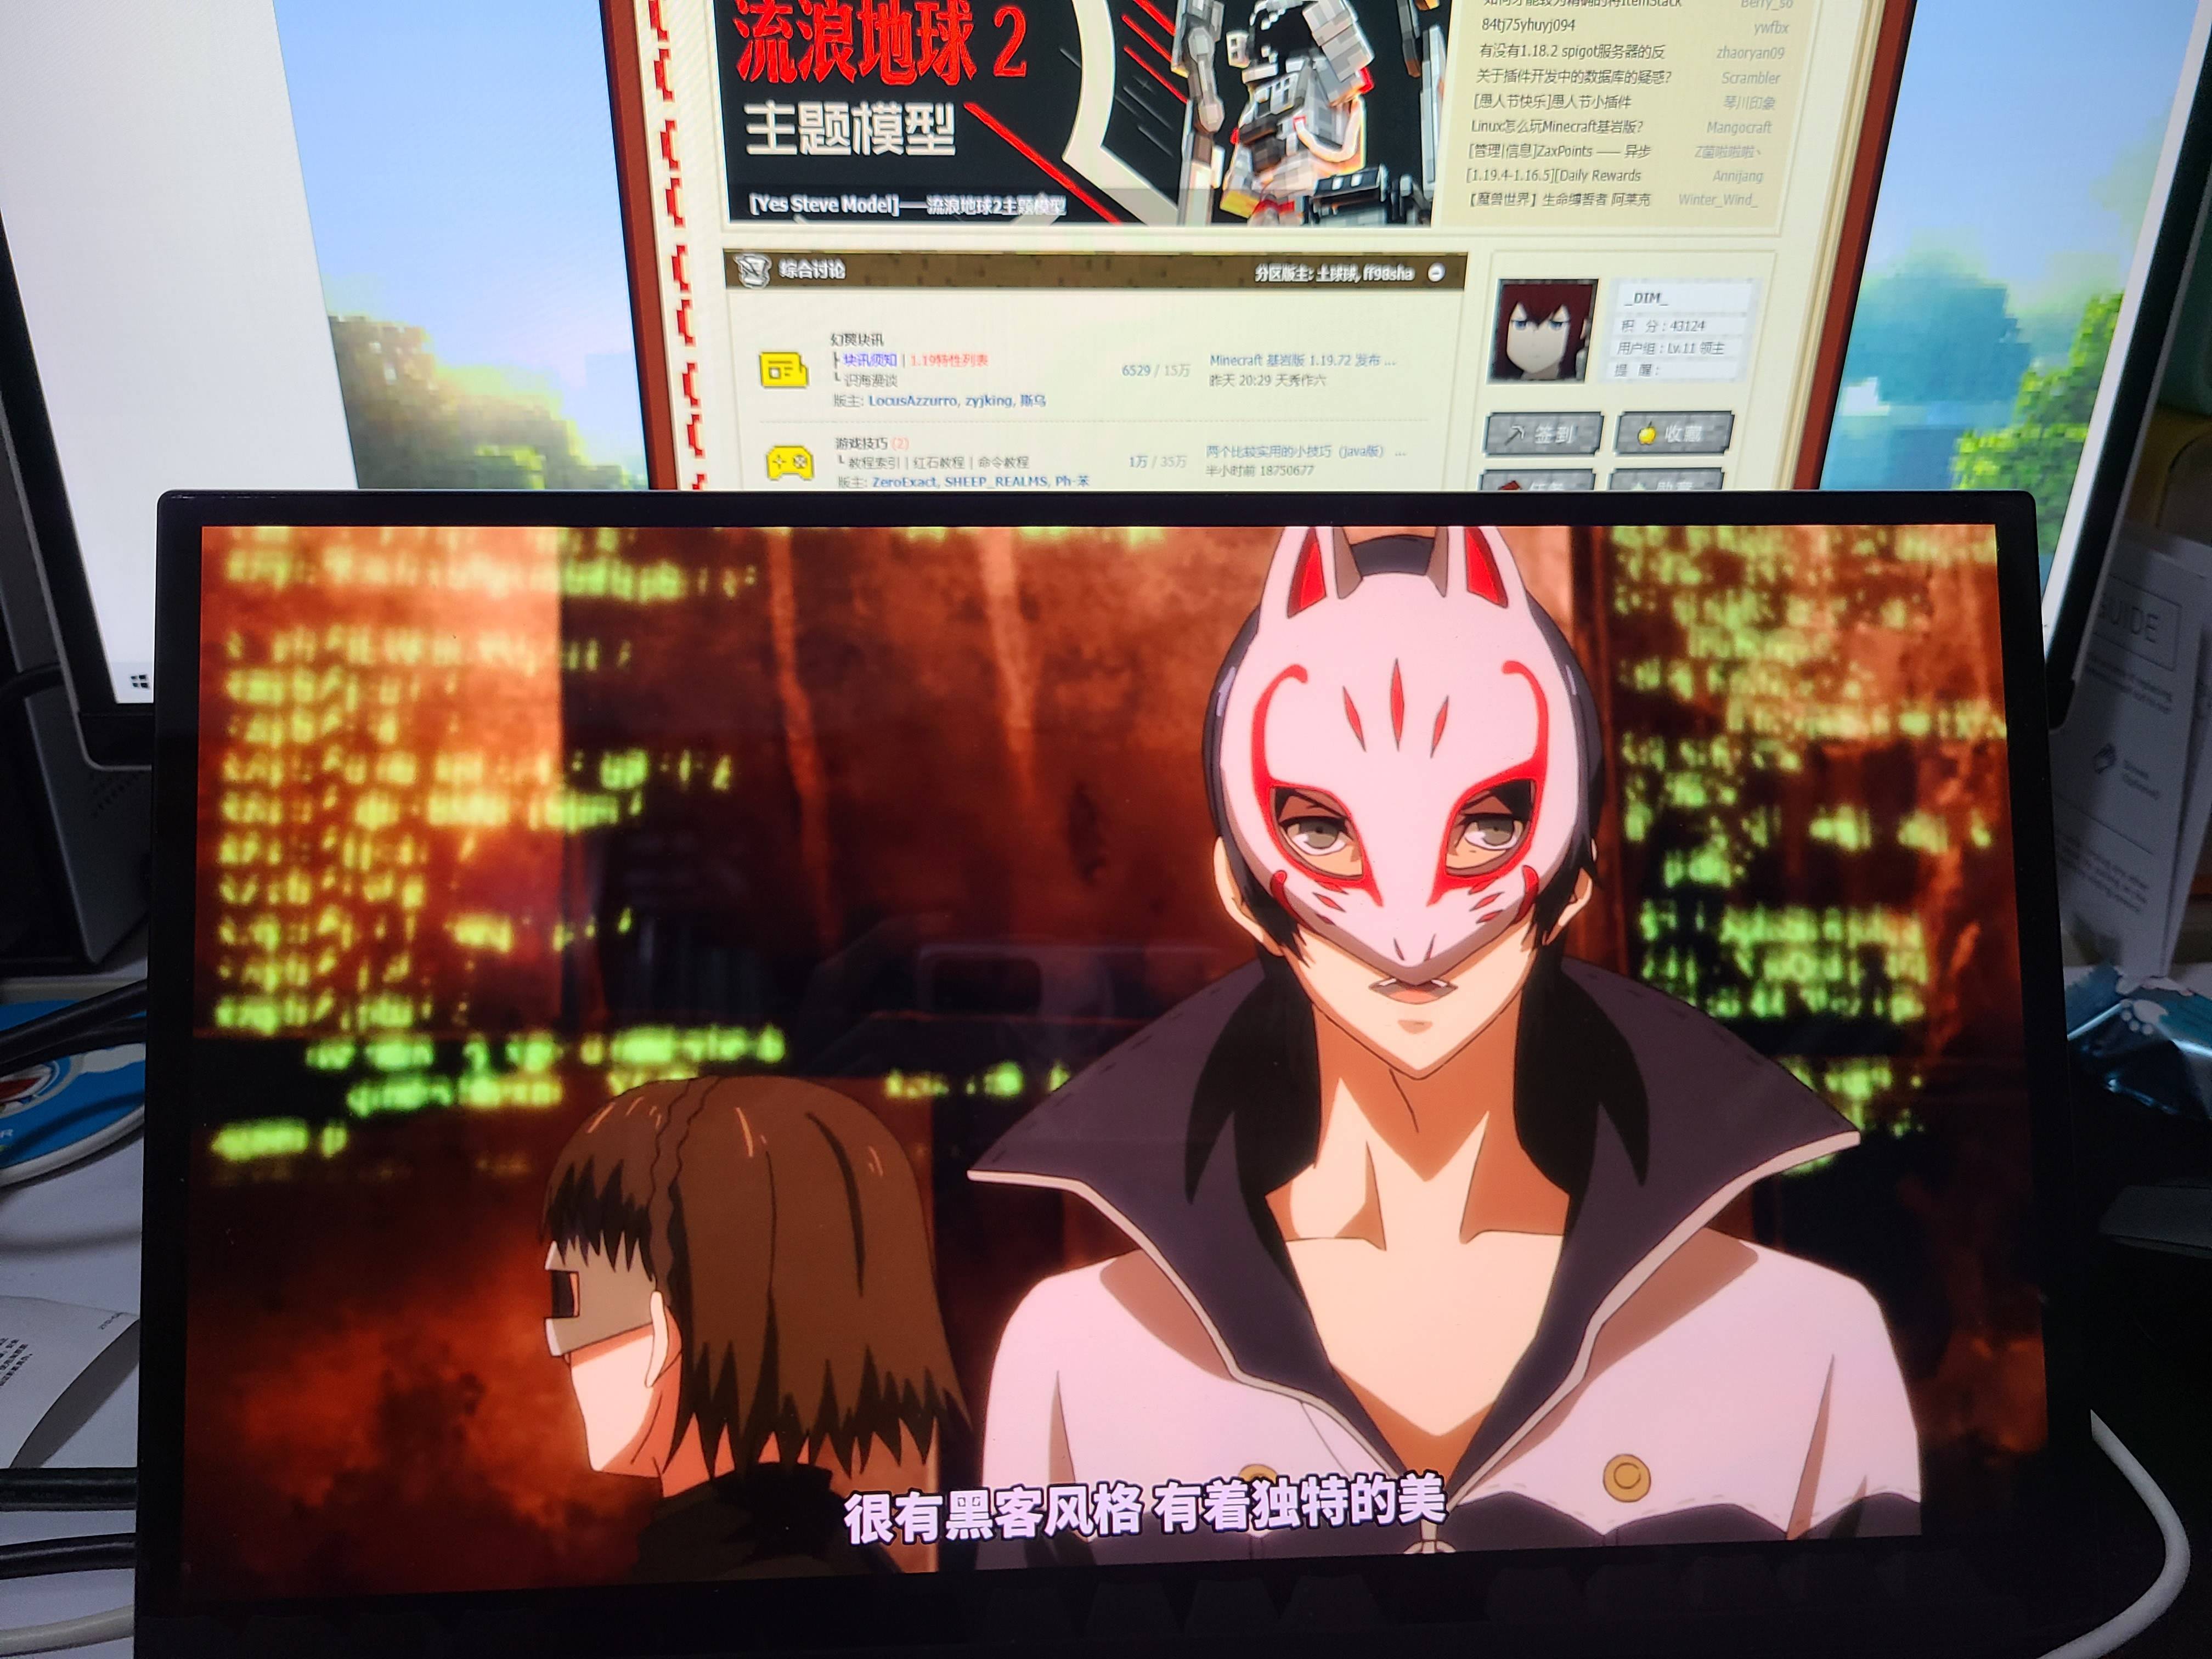 流浪地球 2
主题模型
[Yes Steve Model]——流浪地球2主题模型
84tj75yhuyj094 ywfbx
有没有1.18.2 spigot服务器的反 zhaoryan09
关于插件开发中的数据库的疑惑? Scrambler
[愚人节快乐]愚人节小插件 琴川印象
Linux怎么玩Minecraft基岩版? Mangocraft
[管理|信息]ZaxPoints —— 异步 Z菌啦啦啦丶
[1.19.4-1.16.5][Daily Rewards Annijang
【魔兽世界】生命缚誓者 阿莱克 Winter_Wind_
综合讨论 分区版主: 土球球, ff98sha
幻翼块讯
块讯须知 | 1.19特性列表 6529 / 15万 Minecraft 基岩版 1.19.72 发布 ...
识海漫谈 昨天 20:29 天秀作六
版主: LocusAzzurro, zyjking, 斯乌
游戏技巧 (2) 两个比较实用的小技巧（java版） ...
教程索引 | 红石教程 | 命令教程 1万 / 35万 半小时前 18750677
版主: ZeroExact, SHEEP_REALMS, Ph-苯
_DIM_
积 分 : 43124
用户组 : Lv.11 领主
提 醒 :
签到 收藏
很有黑客风格 有着独特的美